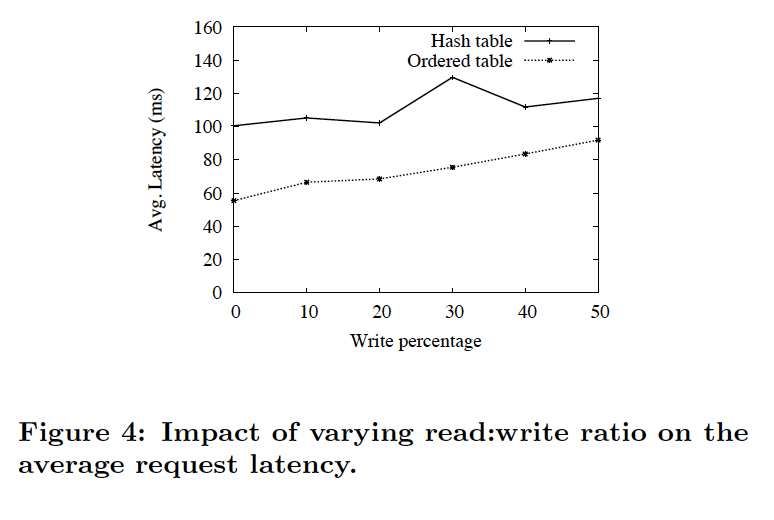 160
140
120
100
80
60
40
20
0
Avg. Latency (ms)
Hash table
Ordered table
0 10 20 30 40 50
Write percentage
Figure 4: Impact of varying read:write ratio on the
average request latency.